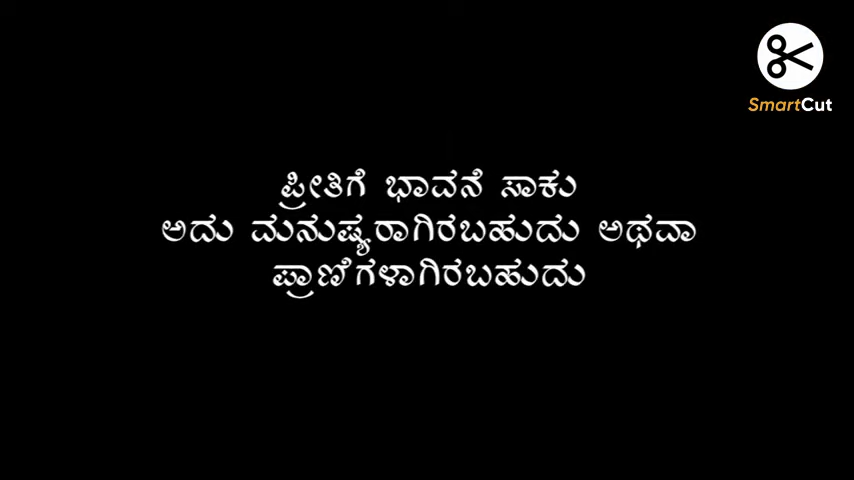 SmartCut
ಪ್ರೀತಿಗೆ ಭಾವನೆ ಸಾಕು
ಅದು ಮನುಷ್ಯರಾಗಿರಬಹುದು ಅಥವಾ
ಪ್ರಾಣಿಗಳಾಗಿರಬಹುದು